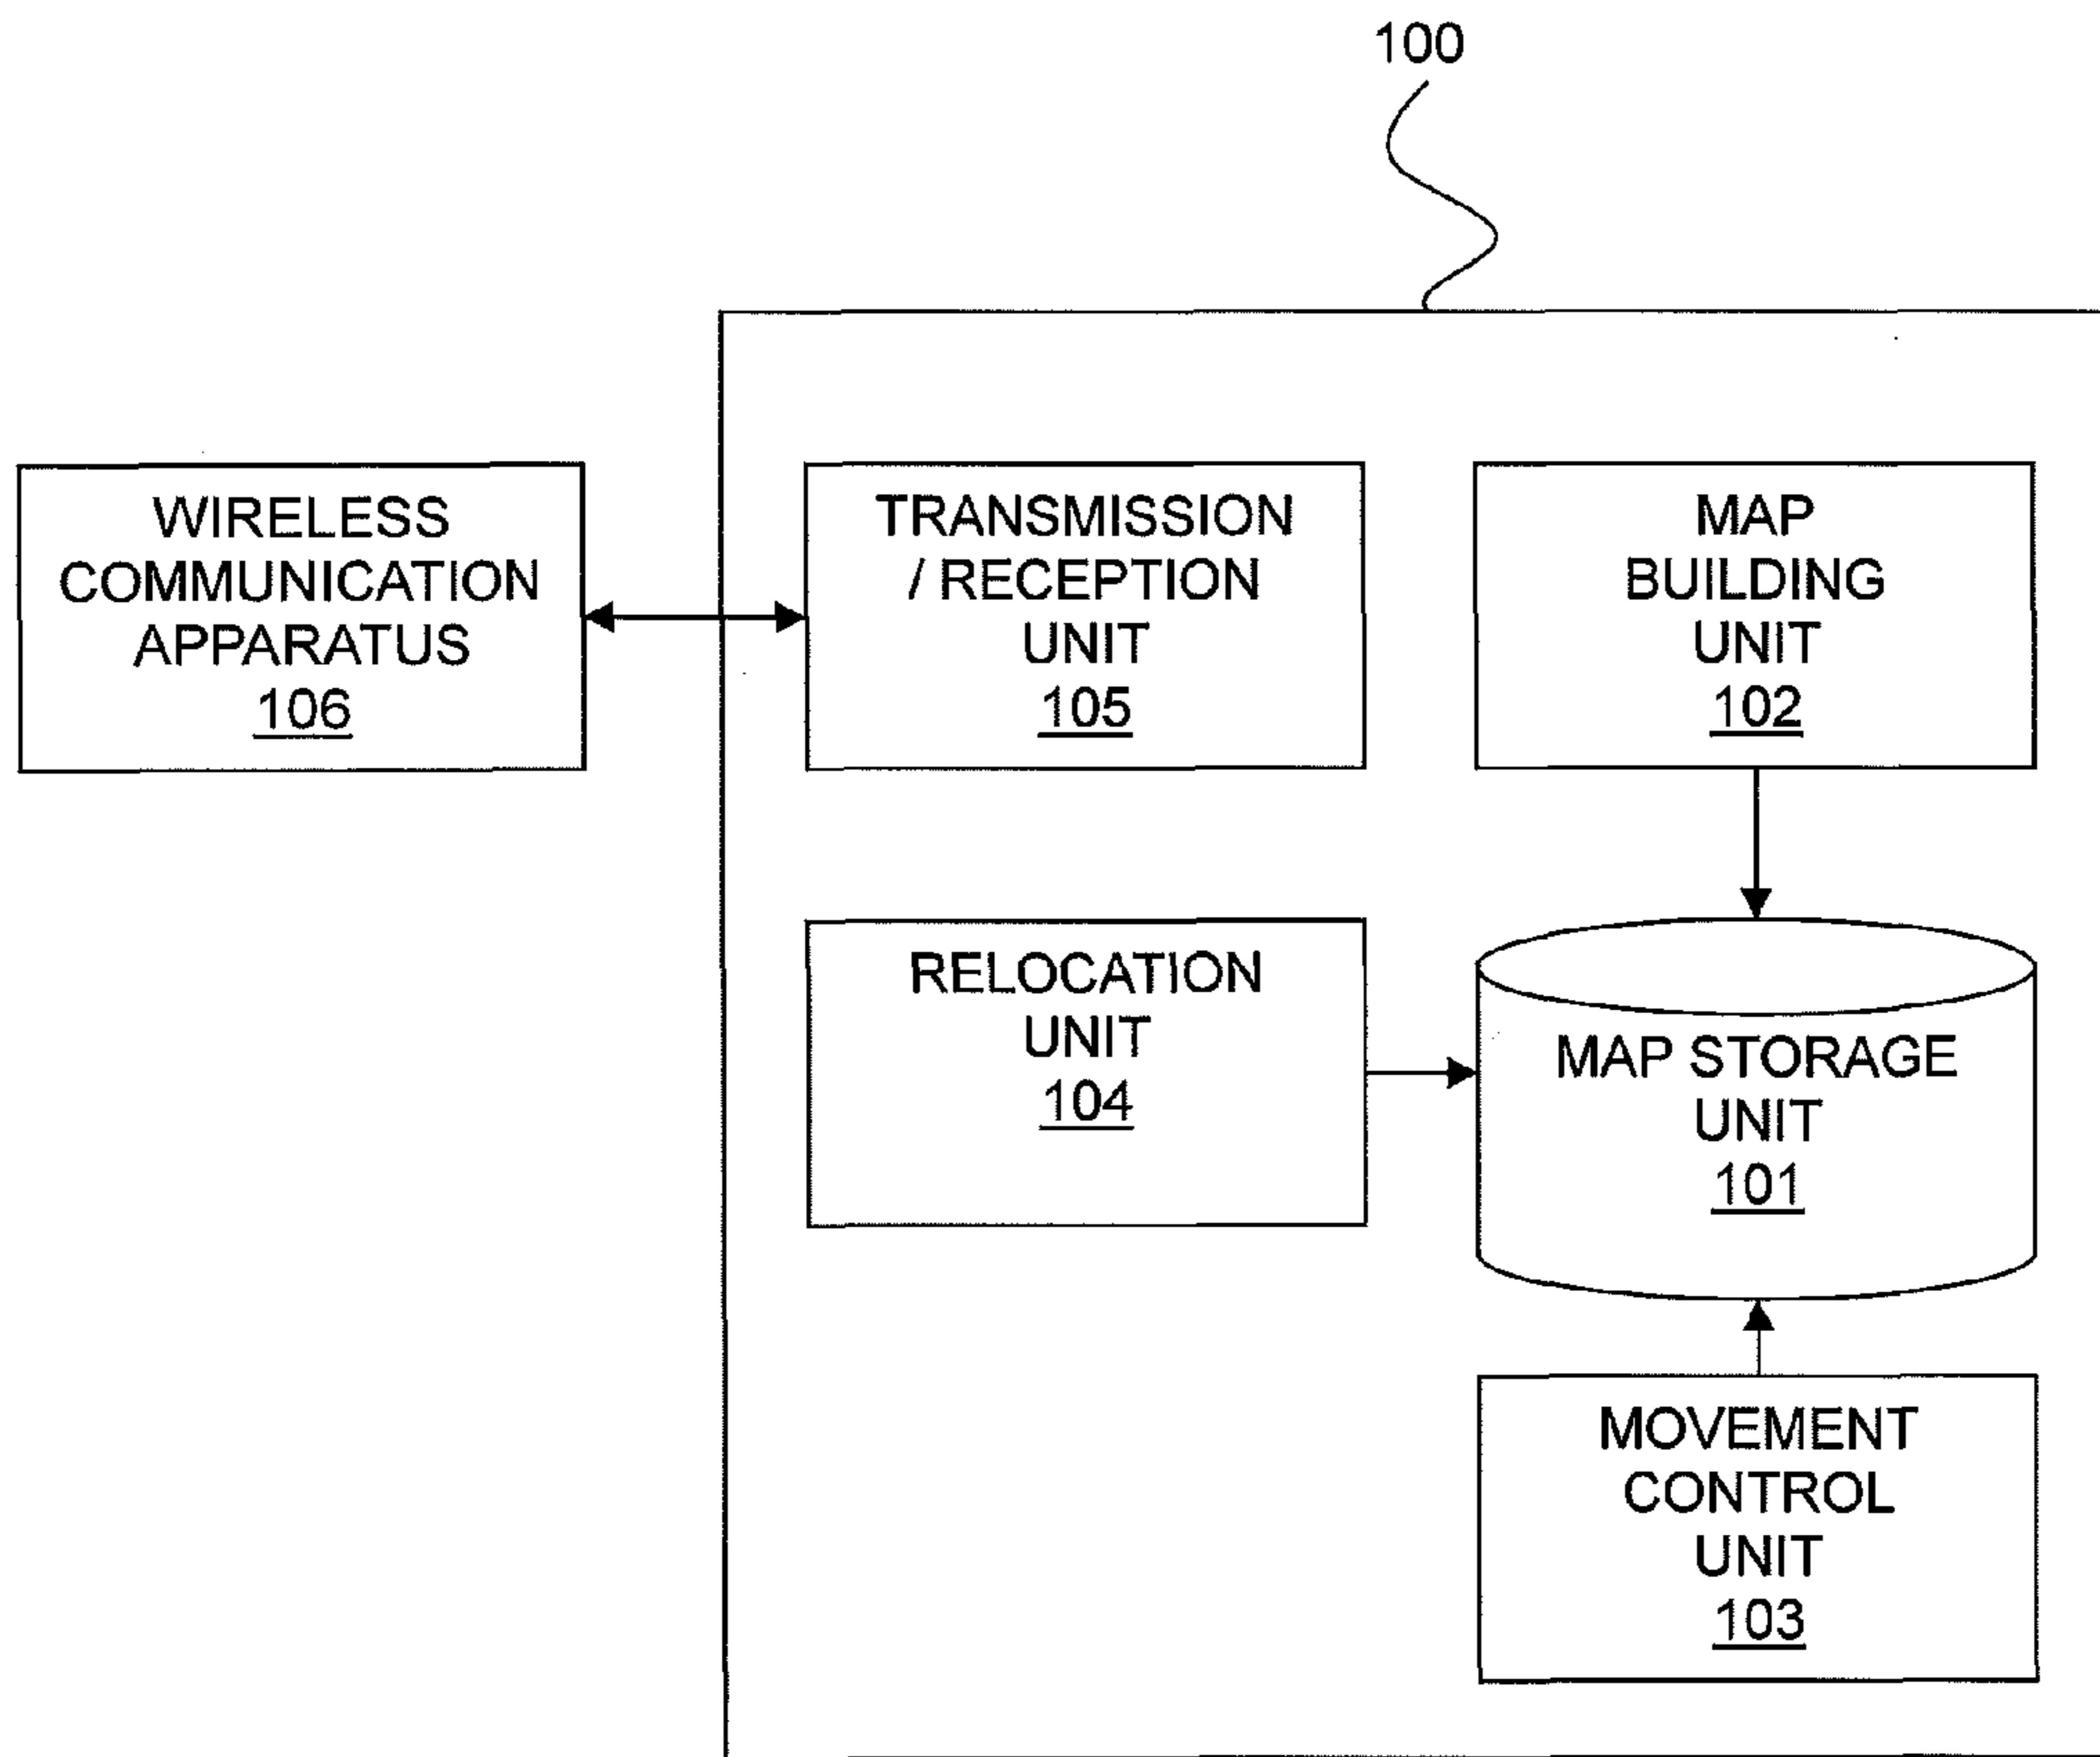 100
WIRELESS
COMMUNICATION
APPARATUS
106
TRANSMISSION
/ RECEPTION
UNIT
105
MAP
BUILDING
UNIT
102
RELOCATION
UNIT
104
MAP STORAGE
UNIT
101
MOVEMENT
CONTROL
UNIT
103